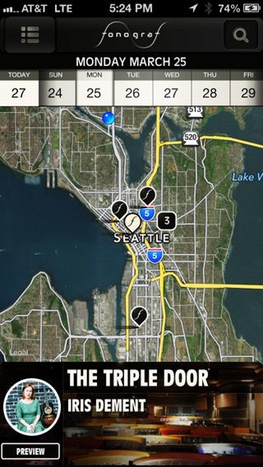 AT&T LTE 5:24 PM 74%
fonograf
MONDAY MARCH 25
TODAY SUN MON TUE WED THU FRI
27 24 25 26 27 28 29
513
520
Lake W
5
3
SEATTLE
5
Legal
THE TRIPLE DOOR
IRIS DEMENT
PREVIEW